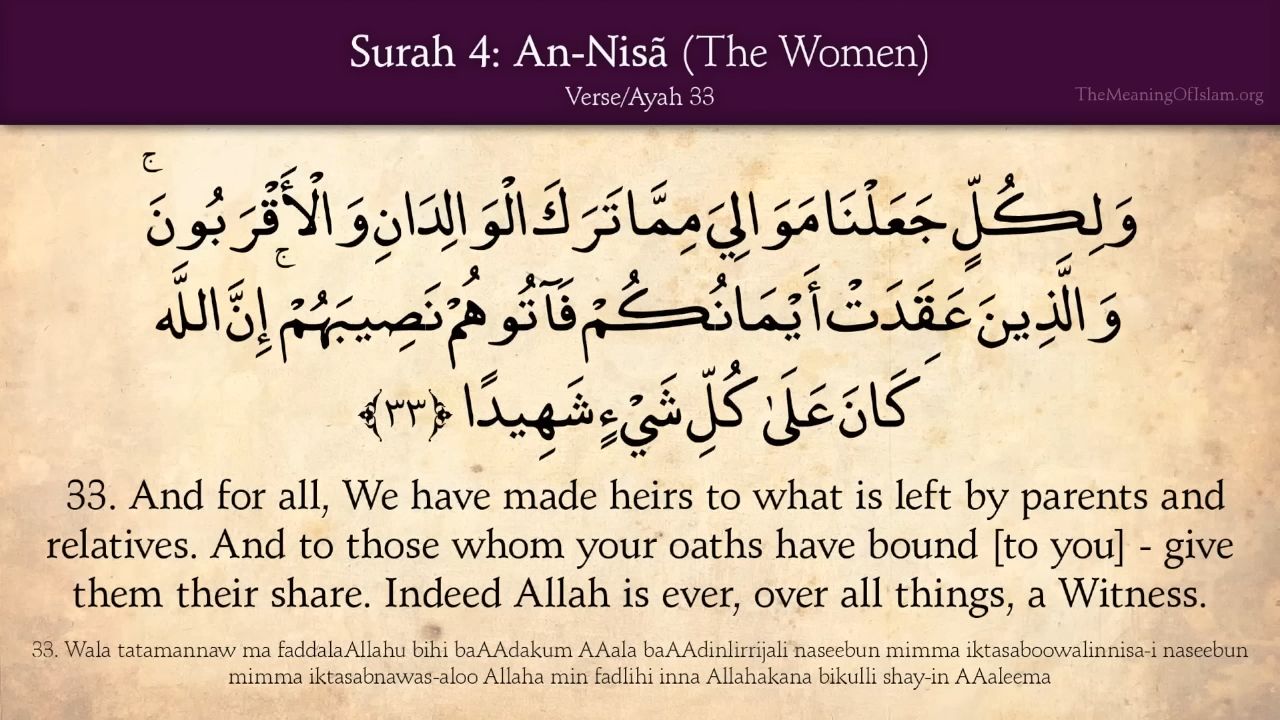 Surah 4: An-Nisã (The Women)
Verse/Ayah 33
TheMeaningOfIslam.org
وَلِكُلٍّ جَعَلْنَا مَوَالِيَ مِمَّا تَرَكَ الْوَالِدَانِ وَالْأَقْرَبُونَ ۚ
وَالَّذِينَ عَقَدَتْ أَيْمَانُكُمْ فَآتُوهُمْ نَصِيبَهُمْ ۚ إِنَّ اللَّهَ
كَانَ عَلَىٰ كُلِّ شَيْءٍ شَهِيدًا ﴿٣٣﴾
33. And for all, We have made heirs to what is left by parents and
relatives. And to those whom your oaths have bound [to you] - give
them their share. Indeed Allah is ever, over all things, a Witness.
33. Wala tatamannaw ma faddalaAllahu bihi baAAdakum AAala baAAdinlirrijali naseebun mimma iktasaboowalinnisa-i naseebun
mimma iktasabnawas-aloo Allaha min fadlihi inna Allahakana bikulli shay-in AAaleema